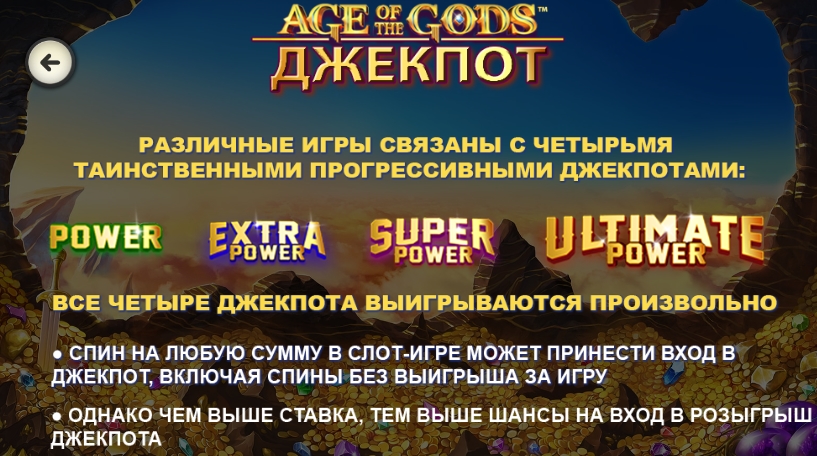 AGE OF THE GODS™
ДЖЕКПОТ
РАЗЛИЧНЫЕ ИГРЫ СВЯЗАНЫ С ЧЕТЫРЬМЯ
ТАИНСТВЕННЫМИ ПРОГРЕССИВНЫМИ ДЖЕКПОТАМИ:
POWER EXTRA POWER SUPER POWER ULTIMATE POWER
ВСЕ ЧЕТЫРЕ ДЖЕКПОТА ВЫИГРЫВАЮТСЯ ПРОИЗВОЛЬНО
● СПИН НА ЛЮБУЮ СУММУ В СЛОТ-ИГРЕ МОЖЕТ ПРИНЕСТИ ВХОД В
ДЖЕКПОТ, ВКЛЮЧАЯ СПИНЫ БЕЗ ВЫИГРЫША ЗА ИГРУ
● ОДНАКО ЧЕМ ВЫШЕ СТАВКА, ТЕМ ВЫШЕ ШАНСЫ НА ВХОД В РОЗЫГРЫШ
ДЖЕКПОТА